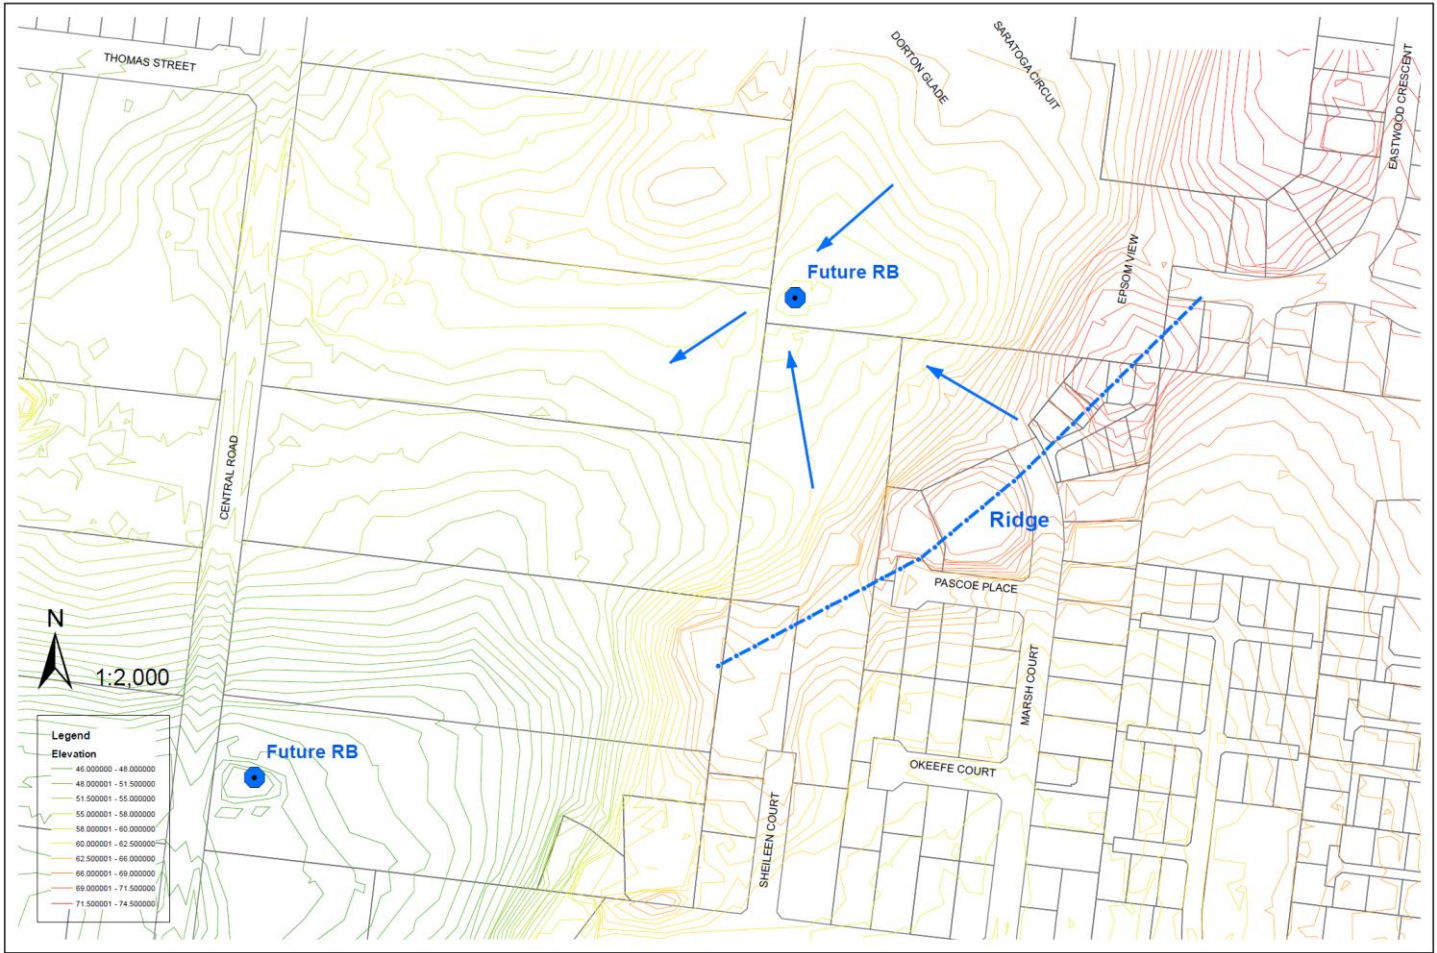 THOMAS STREET
DORTON GLADE
SARATOGA CIRCUIT
EASTWOOD CRESCENT
EPSOM VIEW
Future RB
CENTRAL ROAD
Ridge
PASCOE PLACE
N
1:2,000
MARSH COURT
Future RB
OKEEFE COURT
SHEILEEN COURT
Legend
Elevation
46.000000 - 48.000000
48.000001 - 51.500000
51.500001 - 55.000000
55.000001 - 58.000000
58.000001 - 60.000000
60.000001 - 62.500000
62.500001 - 66.000000
66.000001 - 69.000000
69.000001 - 71.500000
71.500001 - 74.500000